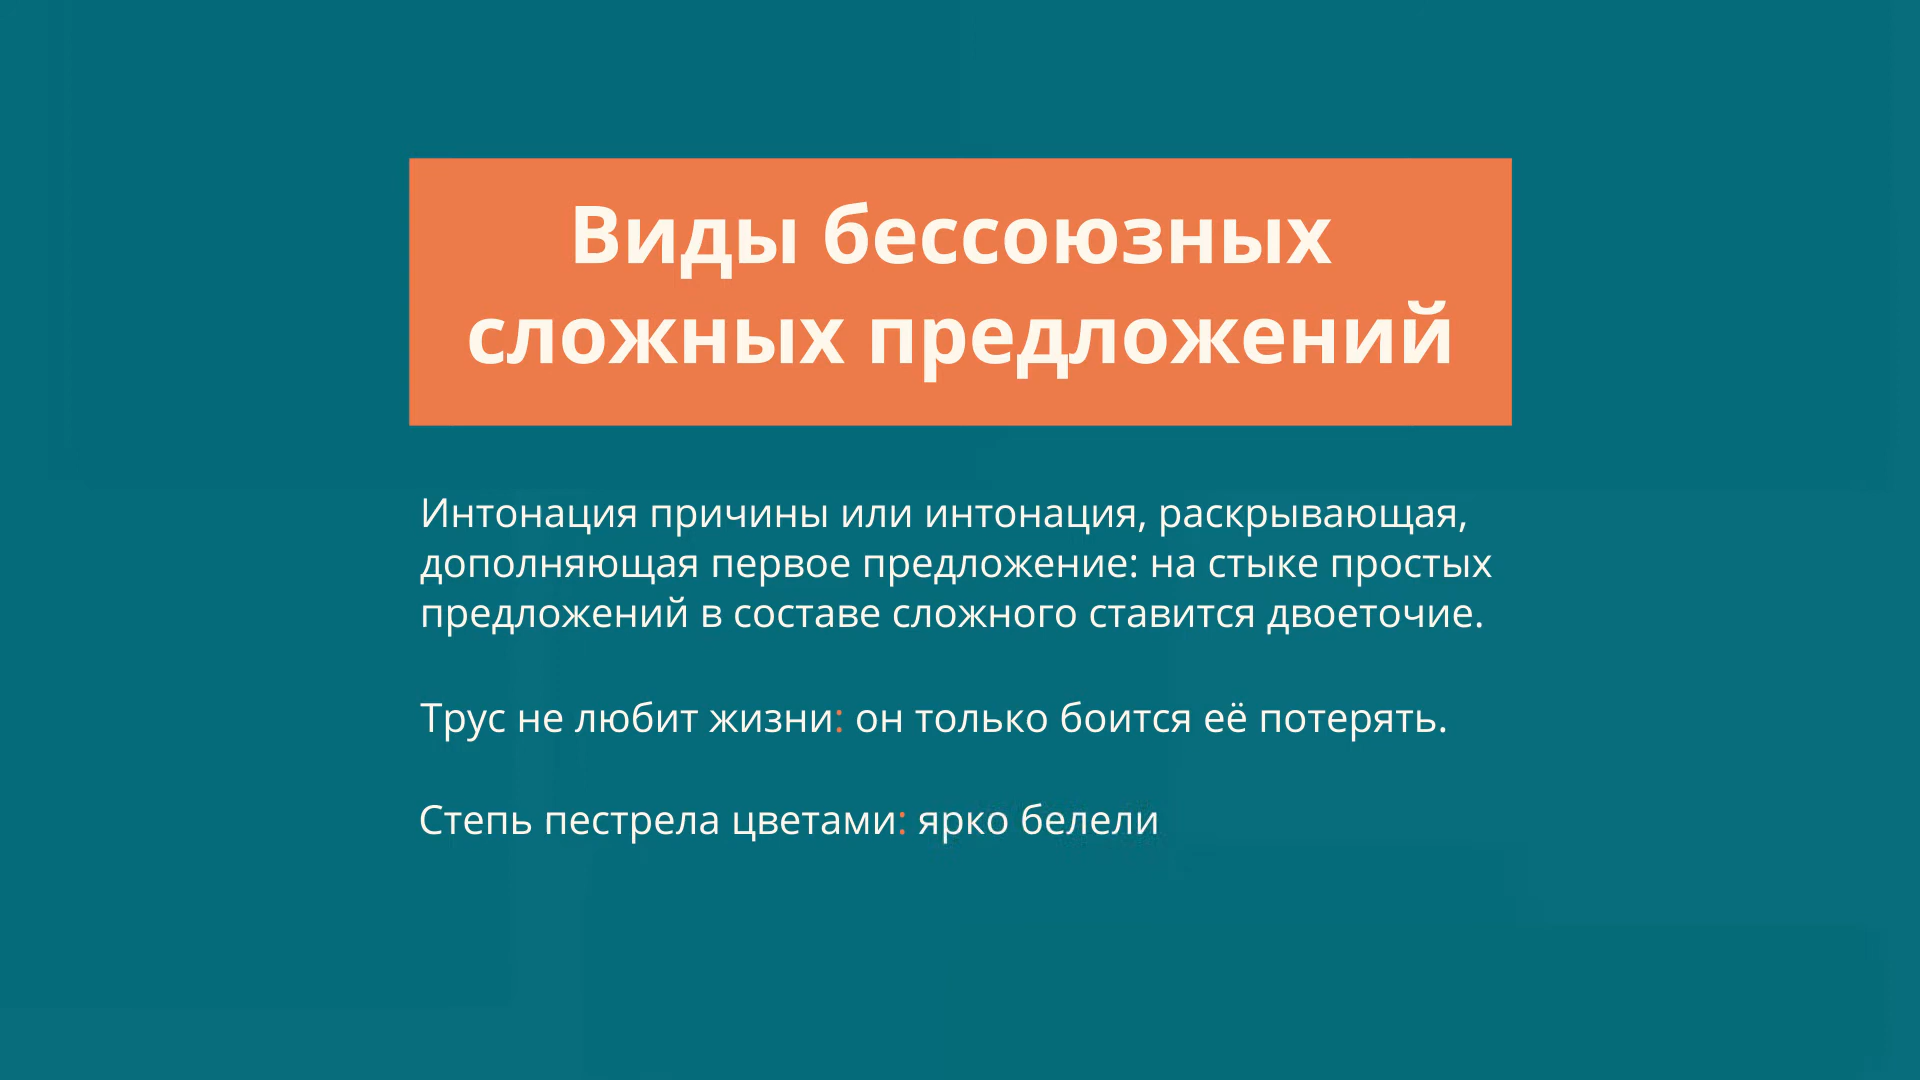 Виды бессоюзных
сложных предложений
Интонация причины или интонация, раскрывающая,
дополняющая первое предложение: на стыке простых
предложений в составе сложного ставится двоеточие.
Трус не любит жизни: он только боится её потерять.
Степь пестрела цветами: ярко белели